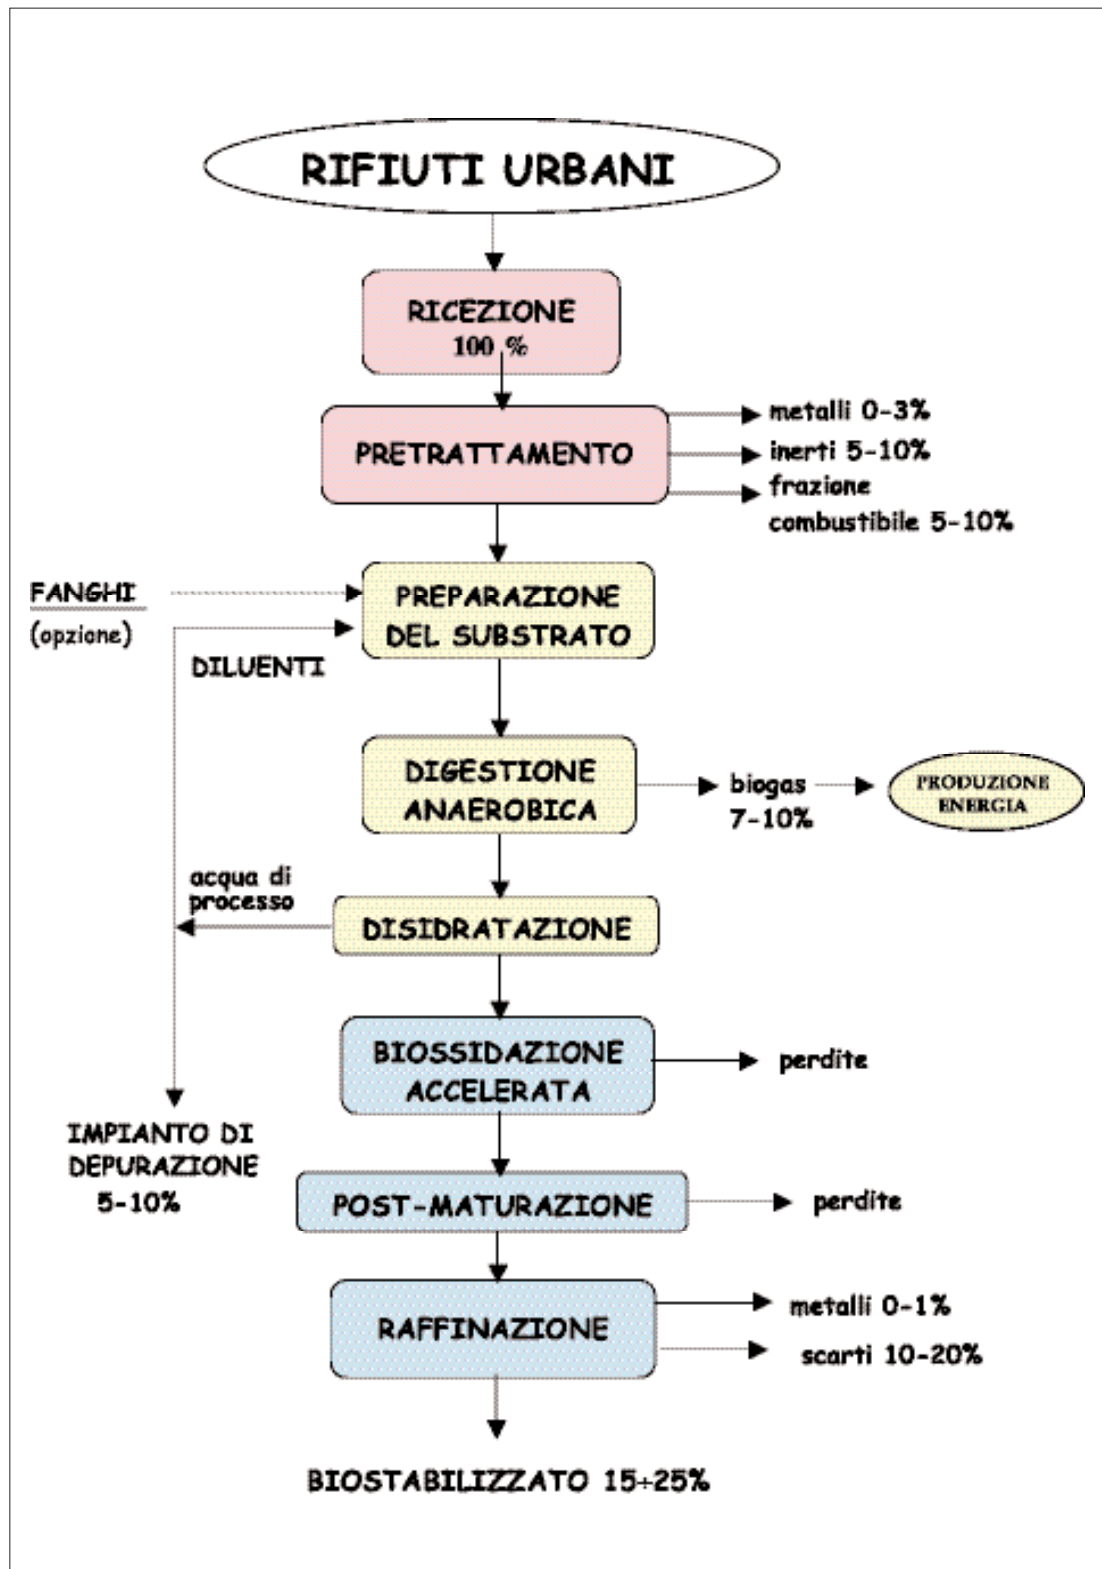 RIFIUTI URBANI
RICEZIONE
100 %
PRETRATTAMENTO
metalli 0-3%
inerti 5-10%
frazione
combustibile 5-10%
FANGHI
(opzione)
PREPARAZIONE
DEL SUBSTRATO
DILUENTI
DIGESTIONE
ANAEROBICA
biogas
7-10%
PRODUZIONE
ENERGIA
acqua di
processo
DISIDRATAZIONE
BIOSSIDAZIONE
ACCELERATA
perdite
IMPIANTO DI
DEPURAZIONE
5-10%
POST-MATURAZIONE
perdite
RAFFINAZIONE
metalli 0-1%
scarti 10-20%
BIOSTABILIZZATO 15÷25%